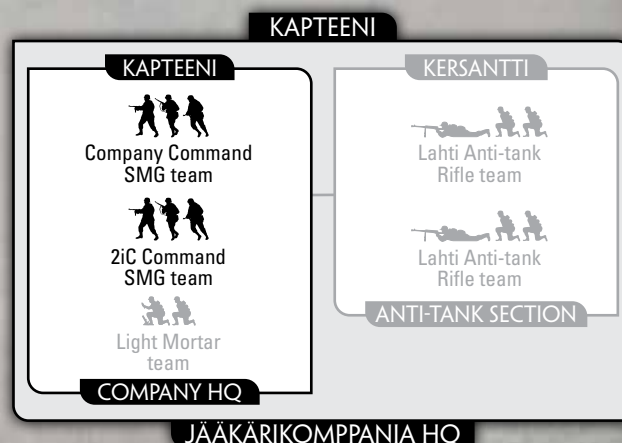 KAPTEENI
KAPTEENI
Company Command
SMG team
2iC Command
SMG team
Light Mortar
team
COMPANY HQ
KERSANTTI
Lahti Anti-tank
Rifle team
Lahti Anti-tank
Rifle team
ANTI-TANK SECTION
JÄÄKÄRIKOMPPANIA HQ